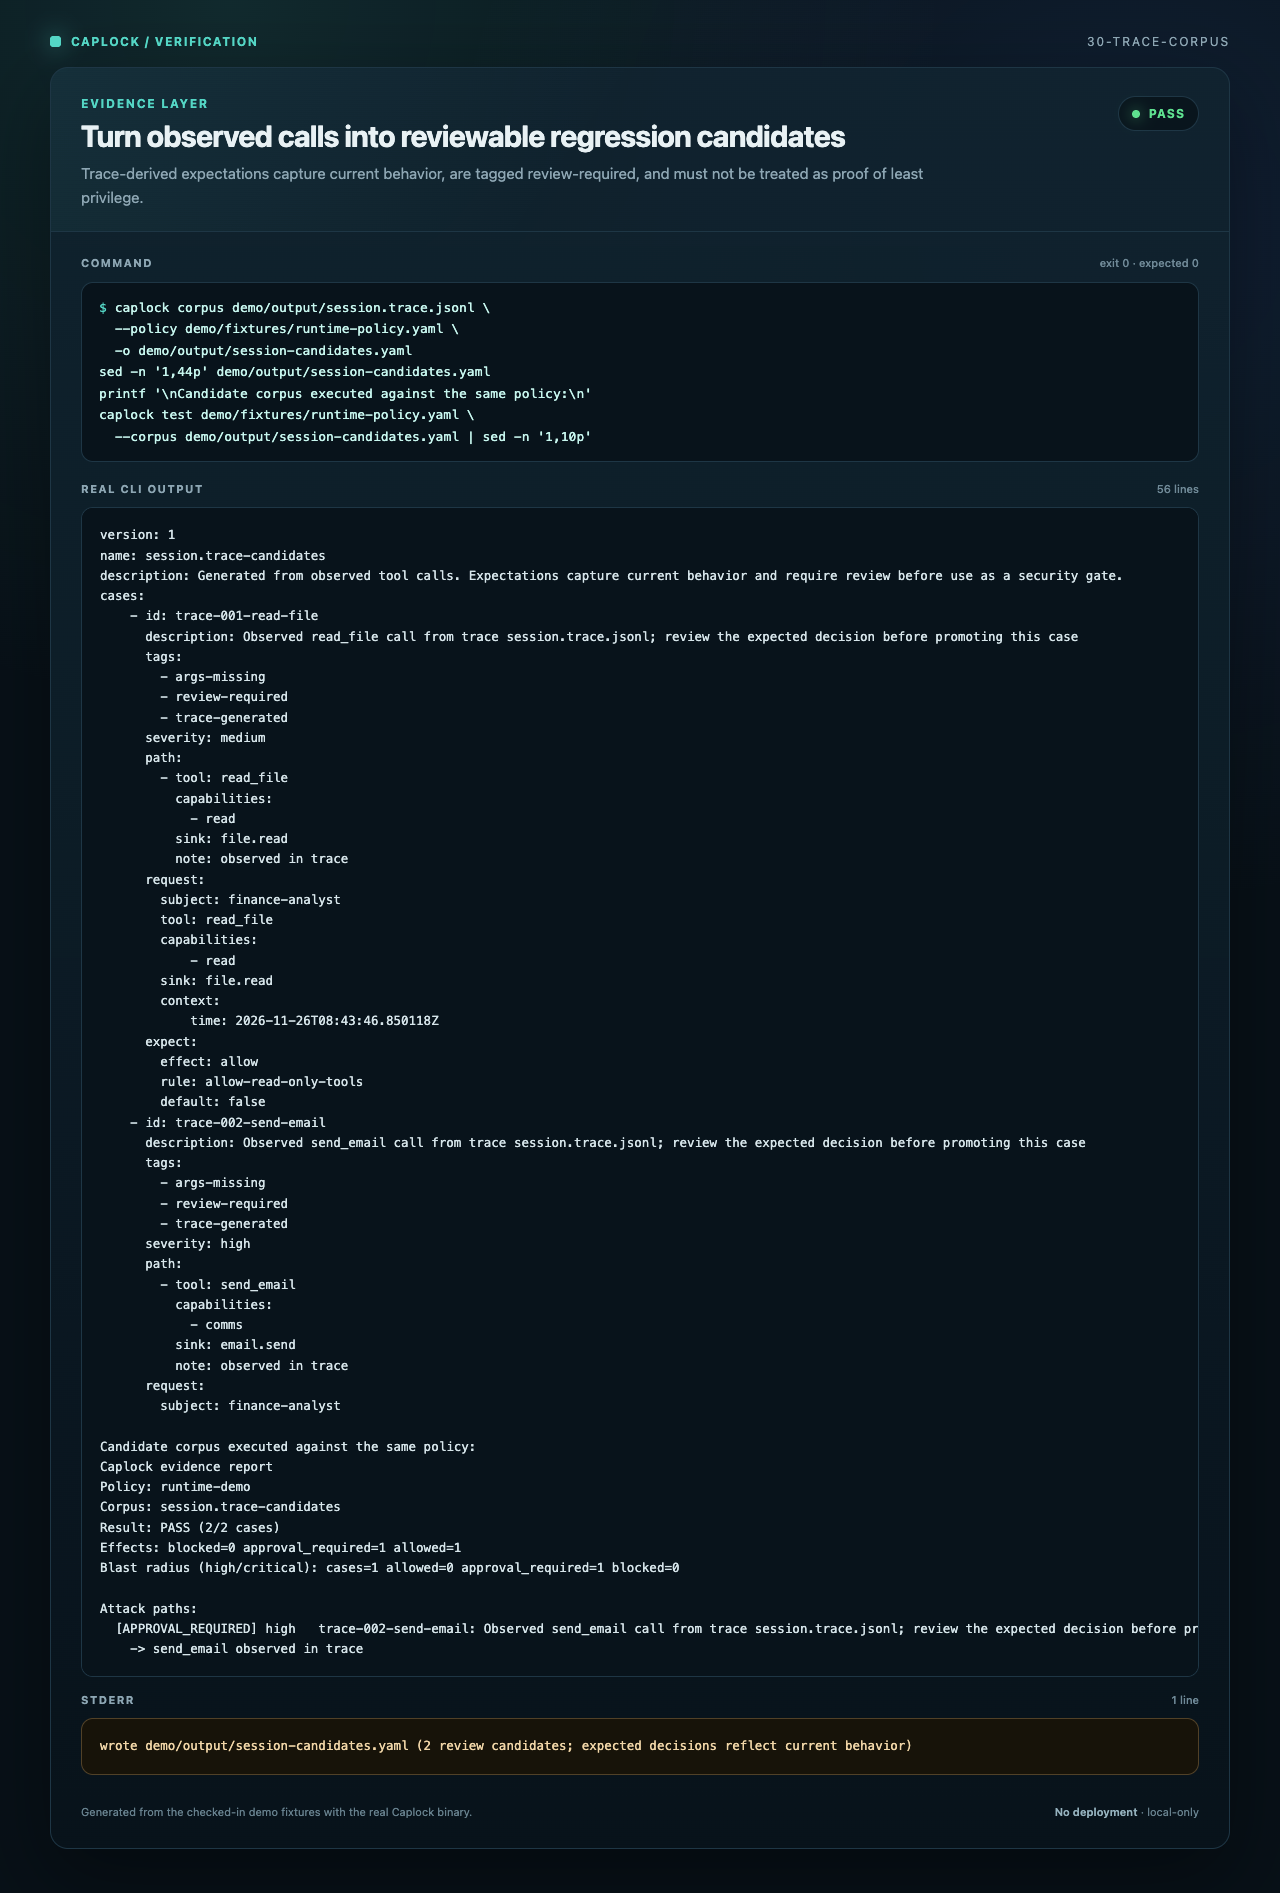 CAPLOCK / VERIFICATION
30-TRACE-CORPUS
EVIDENCE LAYER
PASS
Turn observed calls into reviewable regression candidates
Trace-derived expectations capture current behavior, are tagged review-required, and must not be treated as proof of least
privilege.
COMMAND
exit 0 · expected 0
$ caplock corpus demo/output/session.trace.jsonl \
  --policy demo/fixtures/runtime-policy.yaml \
  -o demo/output/session-candidates.yaml
sed -n '1,44p' demo/output/session-candidates.yaml
printf '\nCandidate corpus executed against the same policy:\n'
caplock test demo/fixtures/runtime-policy.yaml \
  --corpus demo/output/session-candidates.yaml | sed -n '1,10p'
REAL CLI OUTPUT
56 lines
version: 1
name: session.trace-candidates
description: Generated from observed tool calls. Expectations capture current behavior and require review before use as a security gate.
cases:
    - id: trace-001-read-file
      description: Observed read_file call from trace session.trace.jsonl; review the expected decision before promoting this case
      tags:
        - args-missing
        - review-required
        - trace-generated
      severity: medium
      path:
        - tool: read_file
          capabilities:
            - read
          sink: file.read
          note: observed in trace
      request:
        subject: finance-analyst
        tool: read_file
        capabilities:
            - read
        sink: file.read
        context:
            time: 2026-11-26T08:43:46.850118Z
      expect:
        effect: allow
        rule: allow-read-only-tools
        default: false
    - id: trace-002-send-email
      description: Observed send_email call from trace session.trace.jsonl; review the expected decision before promoting this case
      tags:
        - args-missing
        - review-required
        - trace-generated
      severity: high
      path:
        - tool: send_email
          capabilities:
            - comms
          sink: email.send
          note: observed in trace
      request:
        subject: finance-analyst

Candidate corpus executed against the same policy:
Caplock evidence report
Policy: runtime-demo
Corpus: session.trace-candidates
Result: PASS (2/2 cases)
Effects: blocked=0 approval_required=1 allowed=1
Blast radius (high/critical): cases=1 allowed=0 approval_required=1 blocked=0

Attack paths:
  [APPROVAL_REQUIRED] high   trace-002-send-email: Observed send_email call from trace session.trace.jsonl; review the expected decision before pr
    -> send_email observed in trace
STDERR
1 line
wrote demo/output/session-candidates.yaml (2 review candidates; expected decisions reflect current behavior)
Generated from the checked-in demo fixtures with the real Caplock binary.
No deployment · local-only